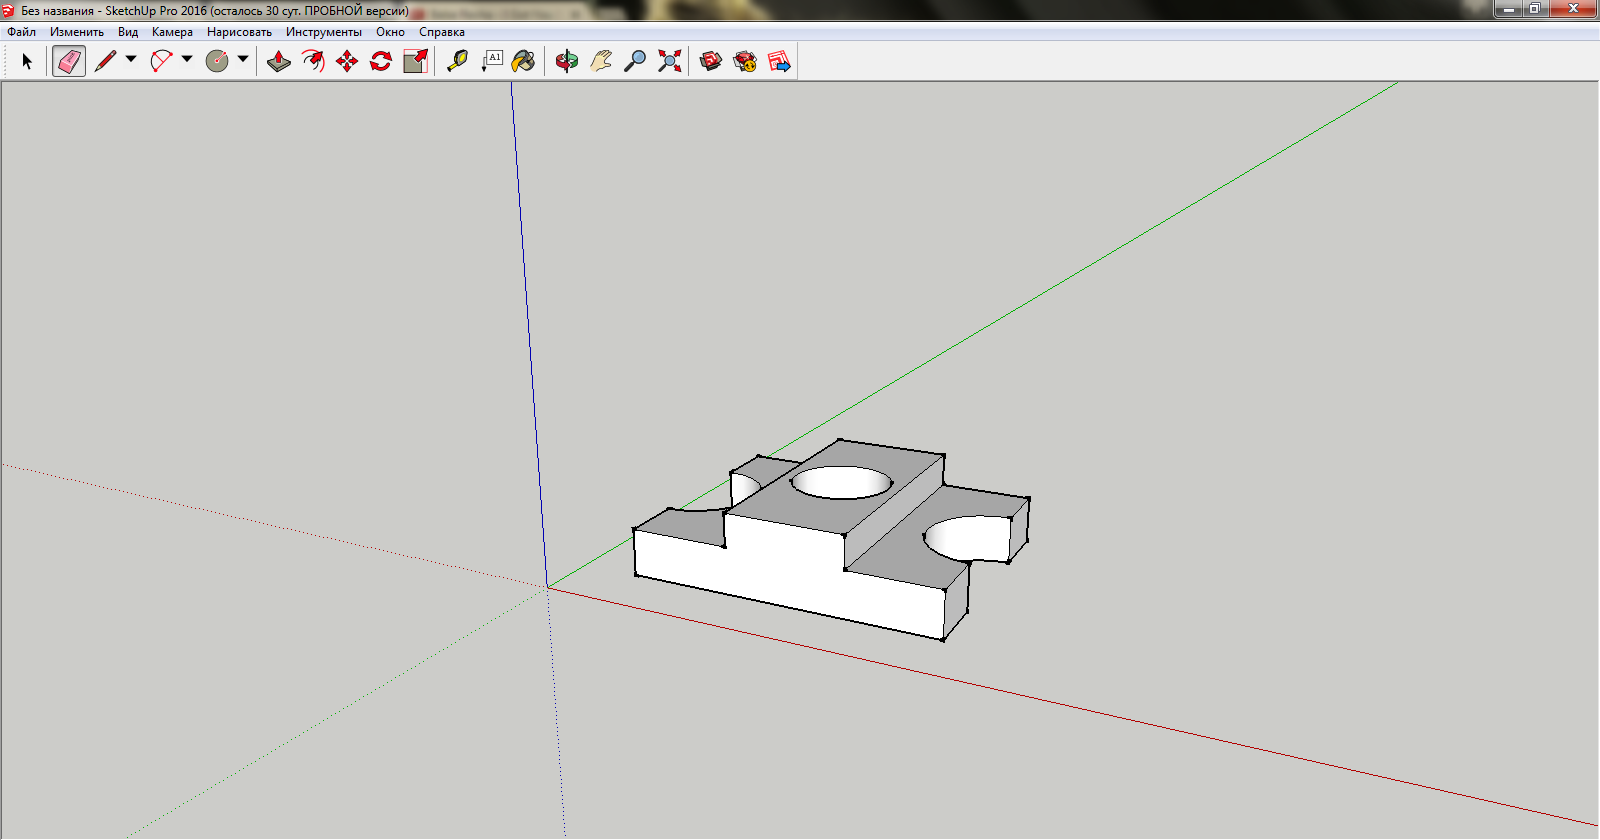 Без названия - SketchUp Pro 2016 (осталось 30 сут. ПРОБНОЙ версии)
Файл Изменить Вид Камера Нарисовать Инструменты Окно Справка
A1